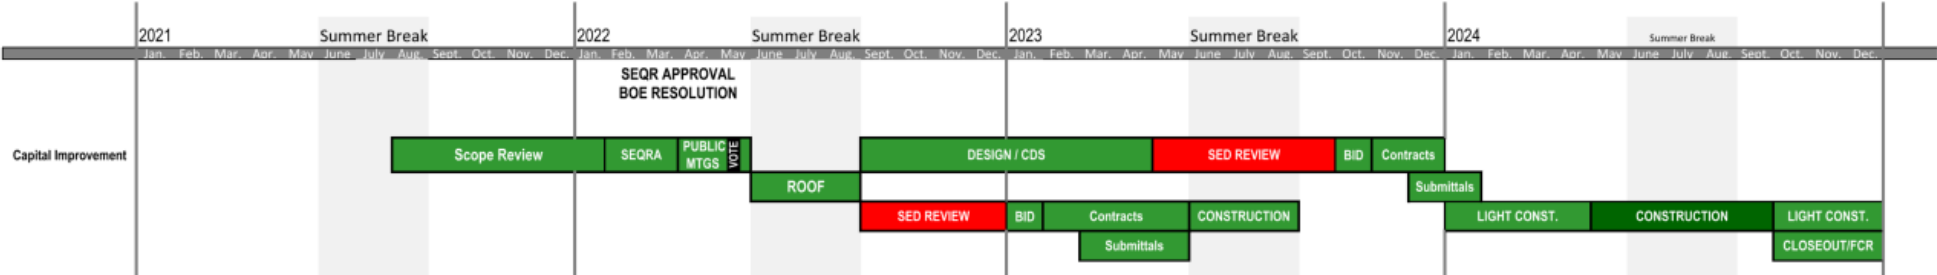 2021 Summer Break 2022 Summer Break 2023 Summer Break 2024 Summer Break
Jan. Feb. Mar. Apr. May June July Aug. Sept. Oct. Nov. Dec. Jan. Feb. Mar. Apr. May June July Aug. Sept. Oct. Nov. Dec. Jan. Feb. Mar. Apr. May June July Aug. Sept. Oct. Nov. Dec. Jan. Feb. Mar. Apr. May June July Aug. Sept. Oct. Nov. Dec.
SEQR APPROVAL
BOE RESOLUTION
Capital Improvement
Scope Review
SEQRA
PUBLIC
MTGS
VOTE
DESIGN / CDS
SED REVIEW
BID
Contracts
ROOF
Submittals
SED REVIEW
BID
Contracts
CONSTRUCTION
LIGHT CONST.
CONSTRUCTION
LIGHT CONST.
Submittals
CLOSEOUT/FCR